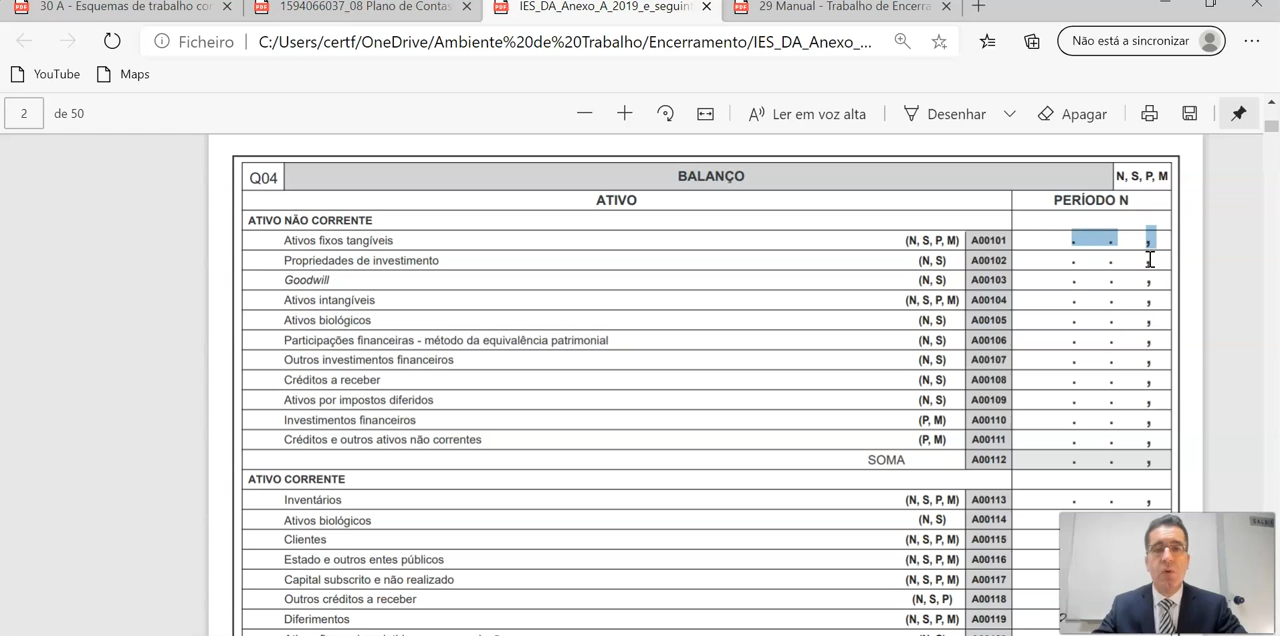 30 A - Esquemas de trabalho co
1594066037_08 Plano de Contas
IES_DA_Anexo_A_2019_e_seguint
29 Manual - Trabalho de Encerra
Ficheiro
C:/Users/certf/OneDrive/Ambiente%20de%20Trabalho/Encerramento/IES_DA_Anexo_...
Não está a sincronizar
YouTube
Maps
2 de 50
Ler em voz alta
Desenhar
Apagar
Q04 BALANÇO N, S, P, M
ATIVO PERÍODO N
ATIVO NÃO CORRENTE
Ativos fixos tangíveis (N, S, P, M) A00101 . . ,
Propriedades de investimento (N, S) A00102 . . ,
Goodwill (N, S) A00103 . . ,
Ativos intangíveis (N, S, P, M) A00104 . . ,
Ativos biológicos (N, S) A00105 . . ,
Participações financeiras - método da equivalência patrimonial (N, S) A00106 . . ,
Outros investimentos financeiros (N, S) A00107 . . ,
Créditos a receber (N, S) A00108 . . ,
Ativos por impostos diferidos (N, S) A00109 . . ,
Investimentos financeiros (P, M) A00110 . . ,
Créditos e outros ativos não correntes (P, M) A00111 . . ,
SOMA A00112 . . ,
ATIVO CORRENTE
Inventários (N, S, P, M) A00113 . . ,
Ativos biológicos (N, S) A00114
Clientes (N, S, P, M) A00115
Estado e outros entes públicos (N, S, P, M) A00116
Capital subscrito e não realizado (N, S, P, M) A00117
Outros créditos a receber (N, S, P) A00118
Diferimentos (N, S, P, M) A00119